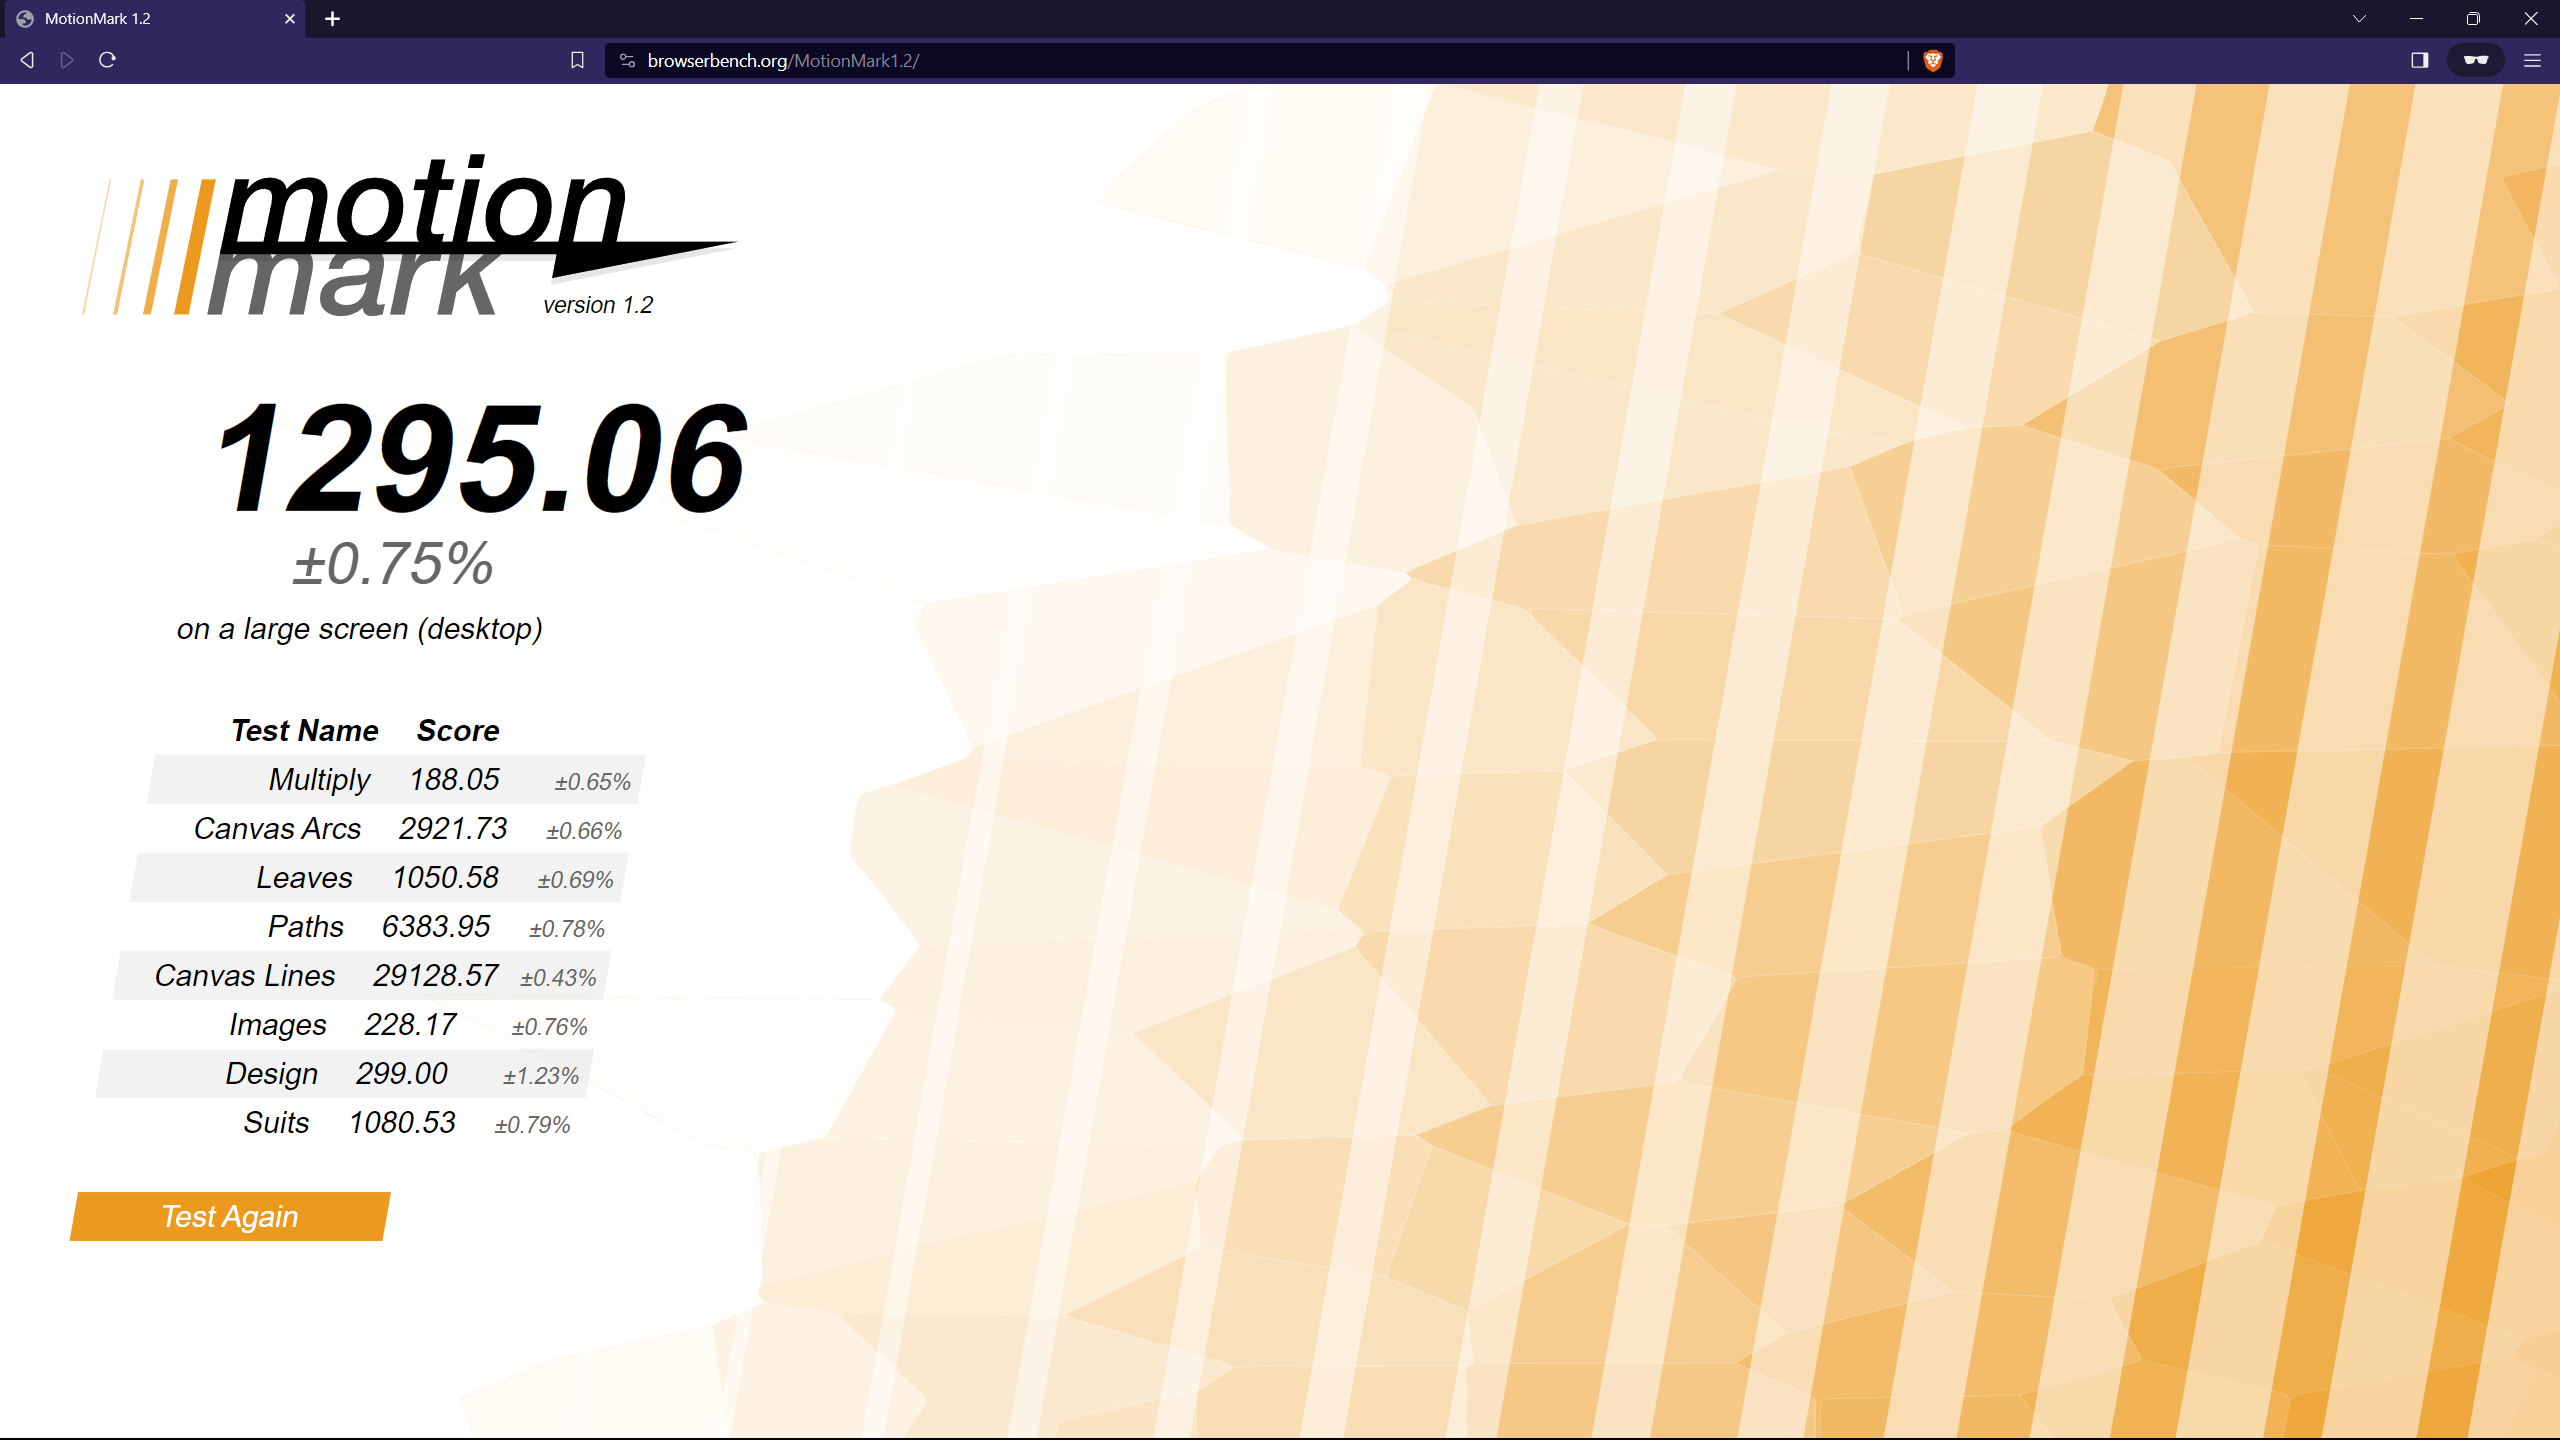 MotionMark 1.2
browserbench.org/MotionMark1.2/
motion
mark
version 1.2
1295.06
±0.75%
on a large screen (desktop)
Test Name Score
Multiply 188.05 ±0.65%
Canvas Arcs 2921.73 ±0.66%
Leaves 1050.58 ±0.69%
Paths 6383.95 ±0.78%
Canvas Lines 29128.57 ±0.43%
Images 228.17 ±0.76%
Design 299.00 ±1.23%
Suits 1080.53 ±0.79%
Test Again